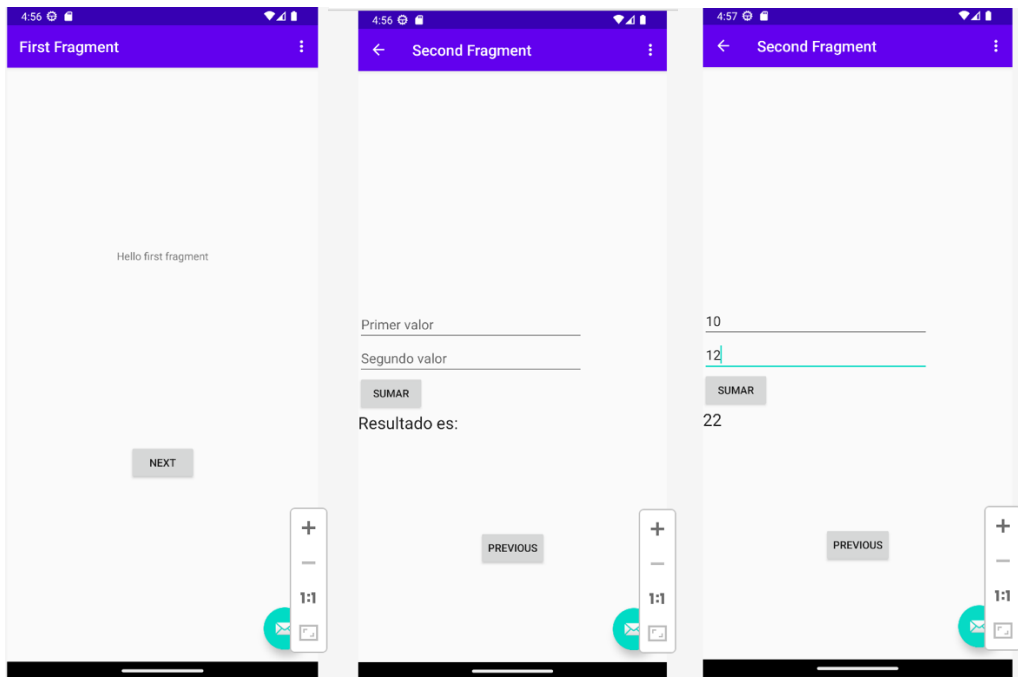 4:56
First Fragment
Hello first fragment
NEXT
1:1
4:56
Second Fragment
Primer valor
Segundo valor
SUMAR
Resultado es:
PREVIOUS
1:1
4:57
Second Fragment
10
12
SUMAR
22
PREVIOUS
1:1